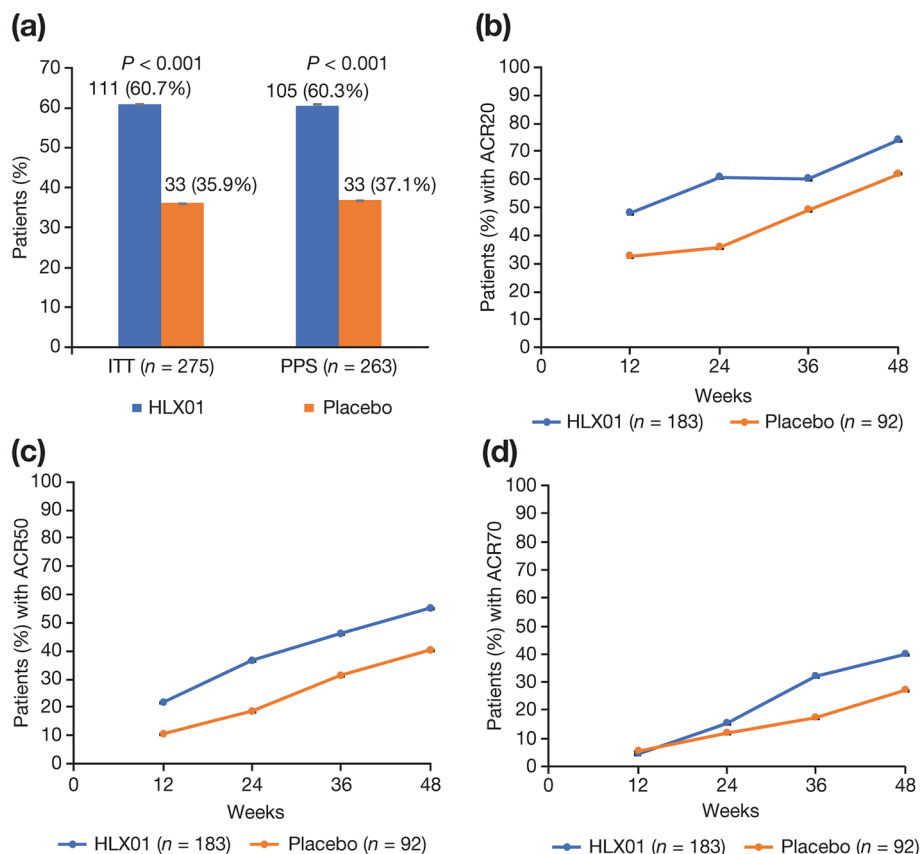 (a)
P < 0.001
P < 0.001
111 (60.7%)
105 (60.3%)
33 (35.9%)
33 (37.1%)
Patients (%)
70
60
50
40
30
20
10
0
ITT (n = 275)
PPS (n = 263)
HLX01
Placebo
(b)
Patients (%) with ACR20
100
90
80
70
60
50
40
30
20
10
0
0
12
24
36
48
Weeks
HLX01 (n = 183)
Placebo (n = 92)
(c)
Patients (%) with ACR50
100
90
80
70
60
50
40
30
20
10
0
0
12
24
36
48
Weeks
HLX01 (n = 183)
Placebo (n = 92)
(d)
Patients (%) with ACR70
100
90
80
70
60
50
40
30
20
10
0
0
12
24
36
48
Weeks
HLX01 (n = 183)
Placebo (n = 92)